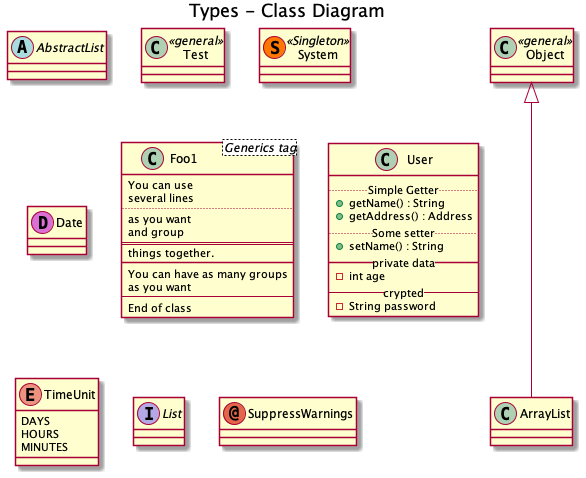 Types - Class Diagram
A AbstractList
C «general»
Test
S «Singleton»
System
C «general»
Object
D Date
C Foo1
Generics tag
You can use
several lines
as you want
and group
things together.
You can have as many groups
as you want
End of class
C User
Simple Getter
getName() : String
getAddress() : Address
Some setter
setName() : String
private data
int age
crypted
String password
E TimeUnit
DAYS
HOURS
MINUTES
I List
@ SuppressWarnings
C ArrayList